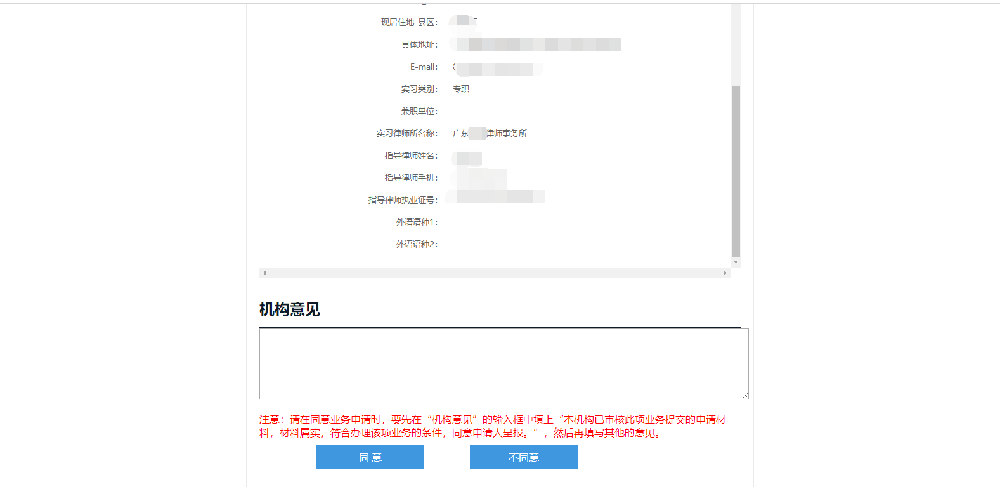 现居住地_县区：
具体地址：
E-mail：
实习类别： 专职
兼职单位：
实习律师所名称： 广东 律师事务所
指导律师姓名：
指导律师手机：
指导律师执业证号：
外语语种1：
外语语种2：
机构意见
注意：请在同意业务申请时，要先在“机构意见”的输入框中填上“本机构已审核此项业务提交的申请材
料，材料属实，符合办理该项业务的条件，同意申请人呈报。”，然后再填写其他的意见。
同 意 不同意